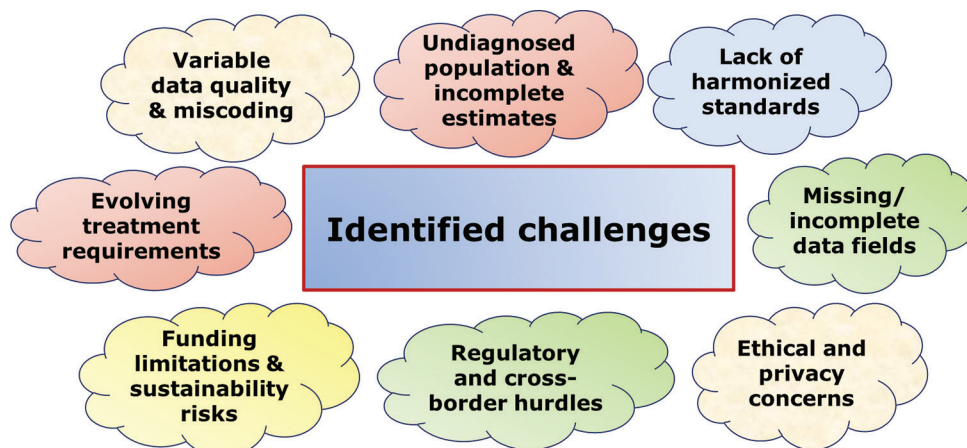 Variable
data quality
& miscoding
Undiagnosed
population &
incomplete
estimates
Lack of
harmonized
standards
Evolving
treatment
requirements
Identified challenges
Missing/
incomplete
data fields
Funding
limitations &
sustainability
risks
Regulatory
and cross-
border hurdles
Ethical and
privacy
concerns